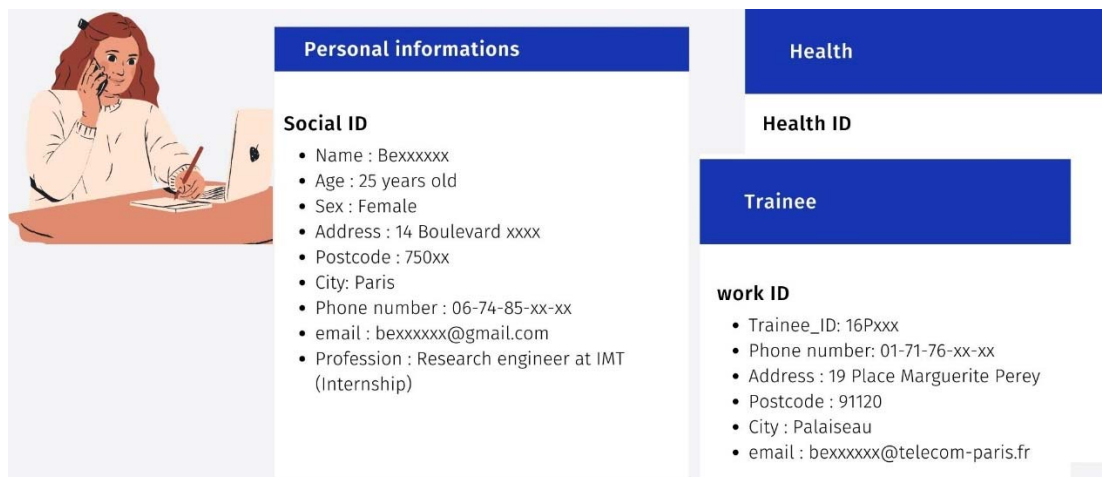 Personal informations
Social ID
• Name : Bexxxxxx
• Age : 25 years old
• Sex : Female
• Address : 14 Boulevard xxxx
• Postcode : 750xx
• City: Paris
• Phone number : 06-74-85-xx-xx
• email : bexxxxxx@gmail.com
• Profession : Research engineer at IMT
(Internship)
Health
Health ID
Trainee
work ID
• Trainee_ID: 16Pxxx
• Phone number: 01-71-76-xx-xx
• Address : 19 Place Marguerite Perey
• Postcode : 91120
• City : Palaiseau
• email : bexxxxxx@telecom-paris.fr